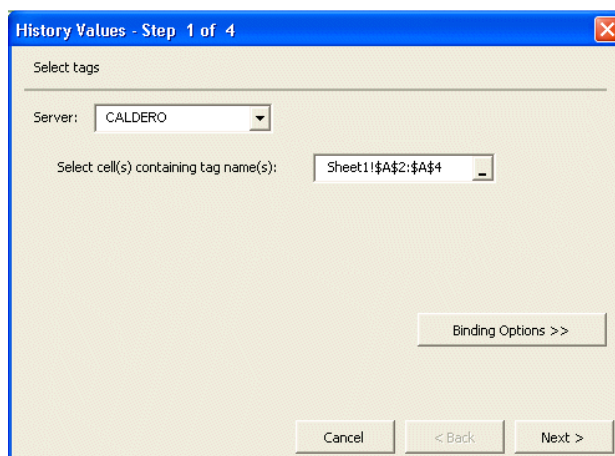 History Values - Step 1 of 4
Select tags
Server: CALDERO
Select cell(s) containing tag name(s): Sheet1!$A$2:$A$4
Binding Options >>
Cancel < Back Next >